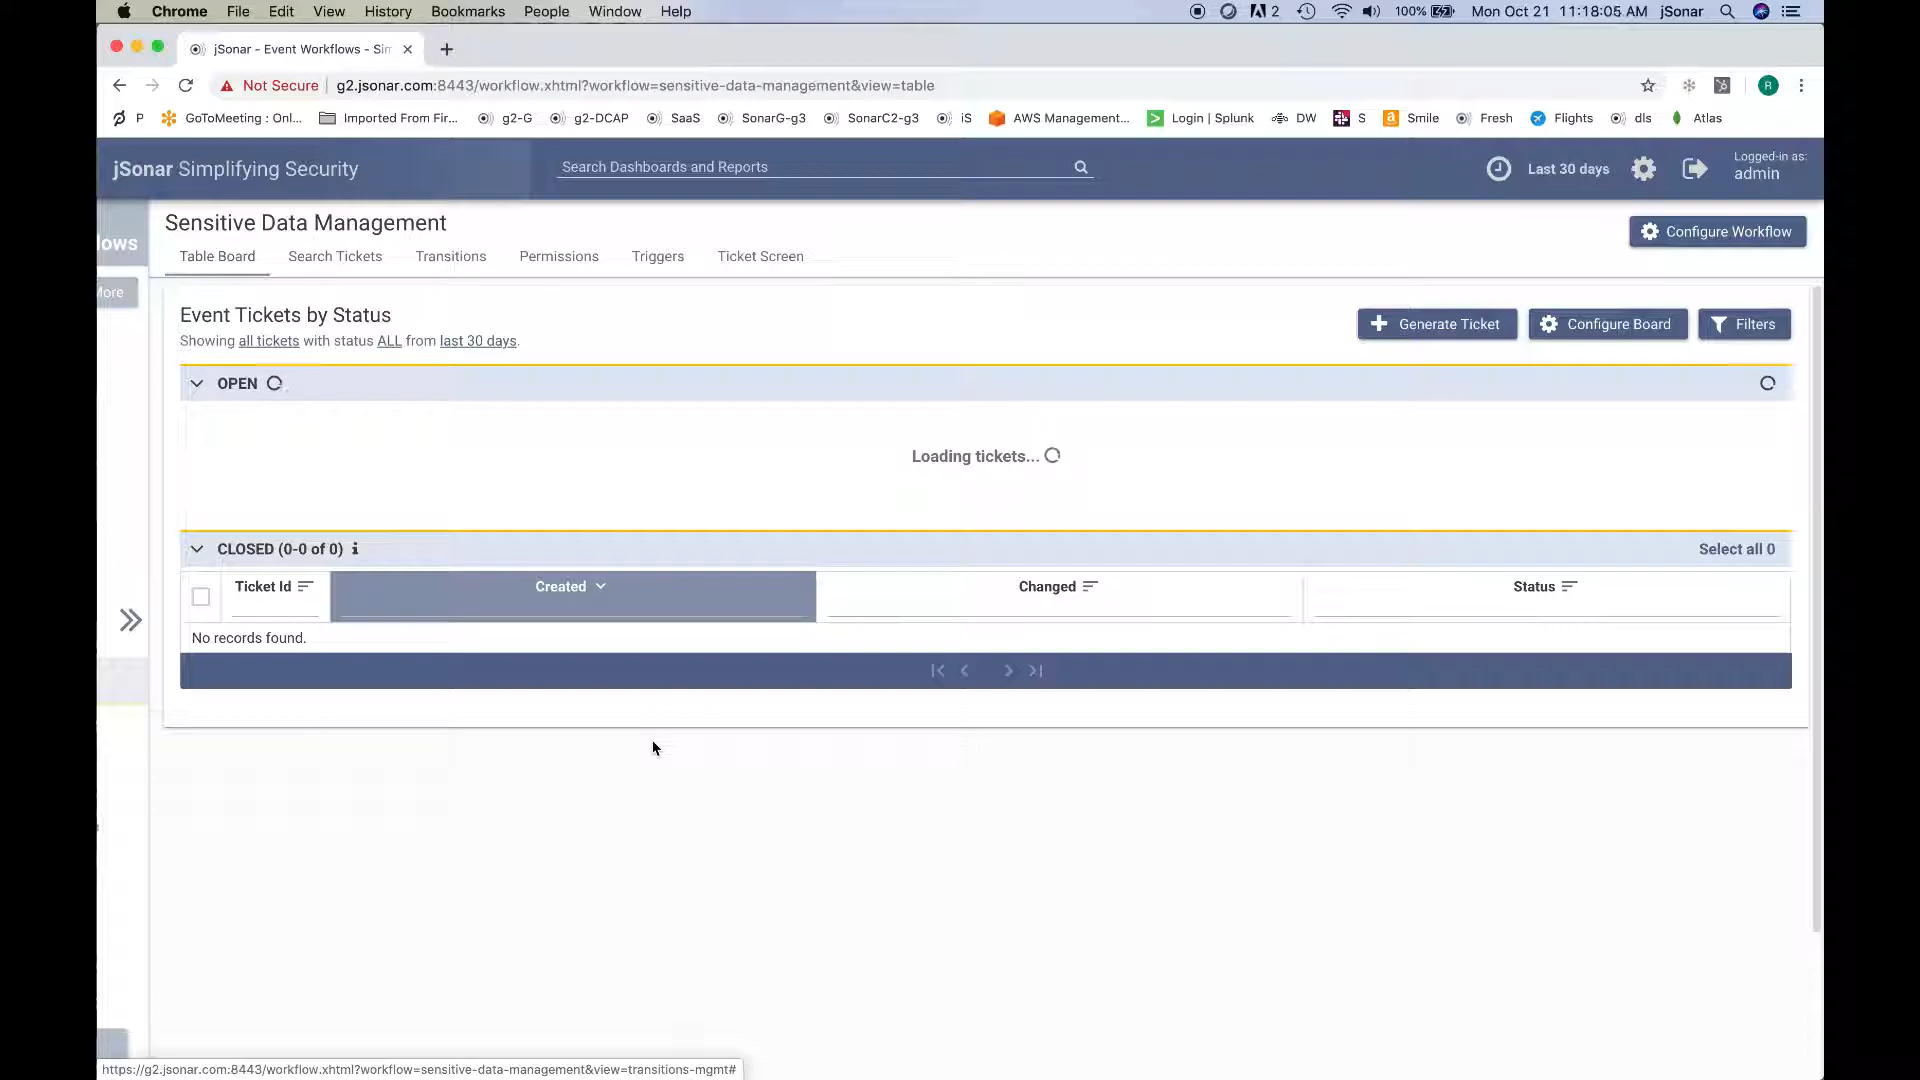 Chrome File Edit View History Bookmarks People Window Help
2 100% Mon Oct 21 11:18:05 AM jSonar
jSonar - Event Workflows - Sim
Not Secure g2.jsonar.com:8443/workflow.xhtml?workflow=sensitive-data-management&view=table R
P GoToMeeting : Onl... Imported From Fir... g2-G g2-DCAP SaaS SonarG-g3 SonarC2-g3 iS AWS Management... Login | Splunk DW S Smile Fresh Flights dls Atlas
jSonar Simplifying Security
Search Dashboards and Reports
Last 30 days
Logged-in as:
admin
lows
More
Sensitive Data Management
Configure Workflow
Table Board Search Tickets Transitions Permissions Triggers Ticket Screen
Event Tickets by Status
Showing all tickets with status ALL from last 30 days.
Generate Ticket Configure Board Filters
OPEN
Loading tickets...
CLOSED (0-0 of 0) Select all 0
Ticket Id Created Changed Status
No records found.
https://g2.jsonar.com:8443/workflow.xhtml?workflow=sensitive-data-management&view=transitions-mgmt#